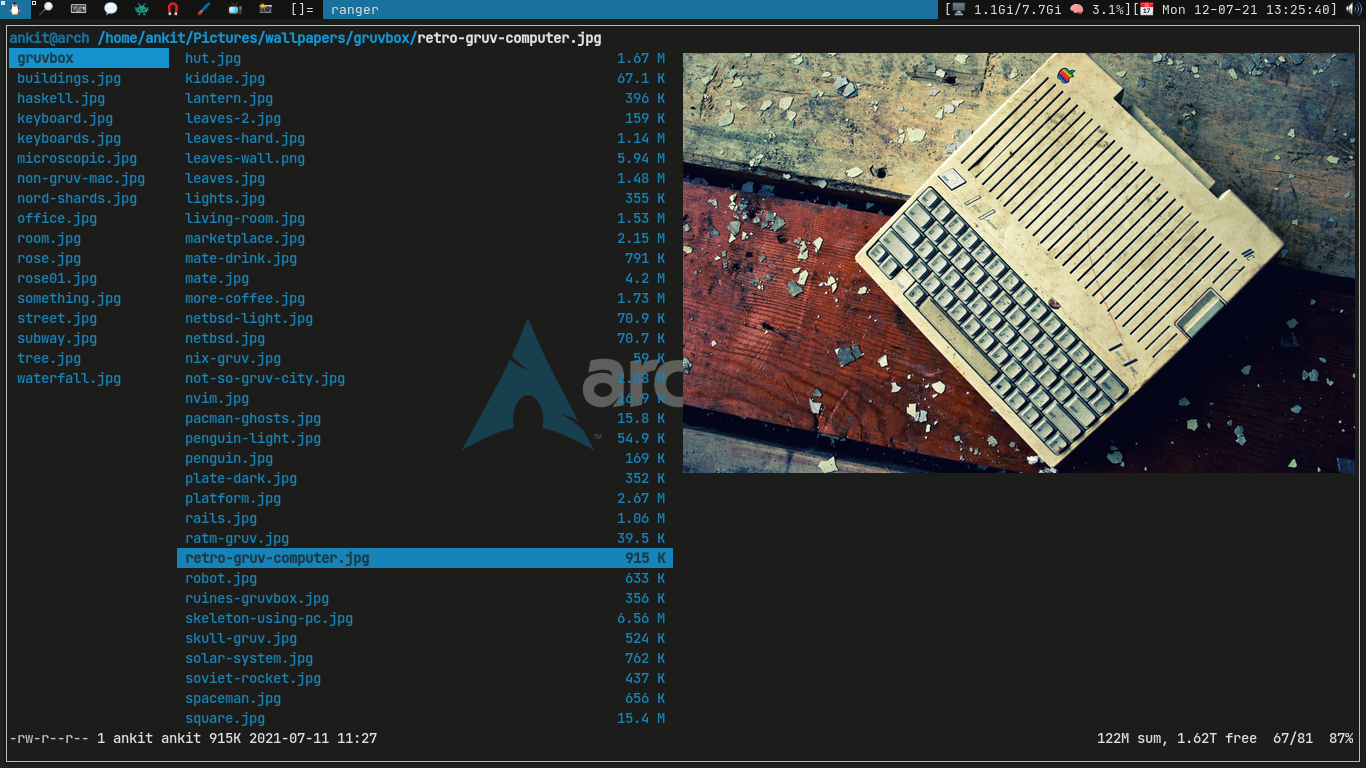 []= ranger [ 1.1Gi/7.7Gi 3.1%][ Mon 12-07-21 13:25:40]
ankit@arch /home/ankit/Pictures/wallpapers/gruvbox/retro-gruv-computer.jpg
gruvbox hut.jpg 1.67 M
buildings.jpg kiddae.jpg 67.1 K
haskell.jpg lantern.jpg 396 K
keyboard.jpg leaves-2.jpg 159 K
keyboards.jpg leaves-hard.jpg 1.14 M
microscopic.jpg leaves-wall.png 5.94 M
non-gruv-mac.jpg leaves.jpg 1.48 M
nord-shards.jpg lights.jpg 355 K
office.jpg living-room.jpg 1.53 M
room.jpg marketplace.jpg 2.15 M
rose.jpg mate-drink.jpg 791 K
rose01.jpg mate.jpg 4.2 M
something.jpg more-coffee.jpg 1.73 M
street.jpg netbsd-light.jpg 70.9 K
subway.jpg netbsd.jpg 70.7 K
tree.jpg nix-gruv.jpg 59 K
waterfall.jpg not-so-gruv-city.jpg
nvim.jpg K
arc
pacman-ghosts.jpg 15.8 K
penguin-light.jpg ™ 54.9 K
penguin.jpg 169 K
plate-dark.jpg 352 K
platform.jpg 2.67 M
rails.jpg 1.06 M
ratm-gruv.jpg 39.5 K
retro-gruv-computer.jpg 915 K
robot.jpg 633 K
ruines-gruvbox.jpg 356 K
skeleton-using-pc.jpg 6.56 M
skull-gruv.jpg 524 K
solar-system.jpg 762 K
soviet-rocket.jpg 437 K
spaceman.jpg 656 K
square.jpg 15.4 M
-rw-r--r-- 1 ankit ankit 915K 2021-07-11 11:27 122M sum, 1.62T free 67/81 87%
//c